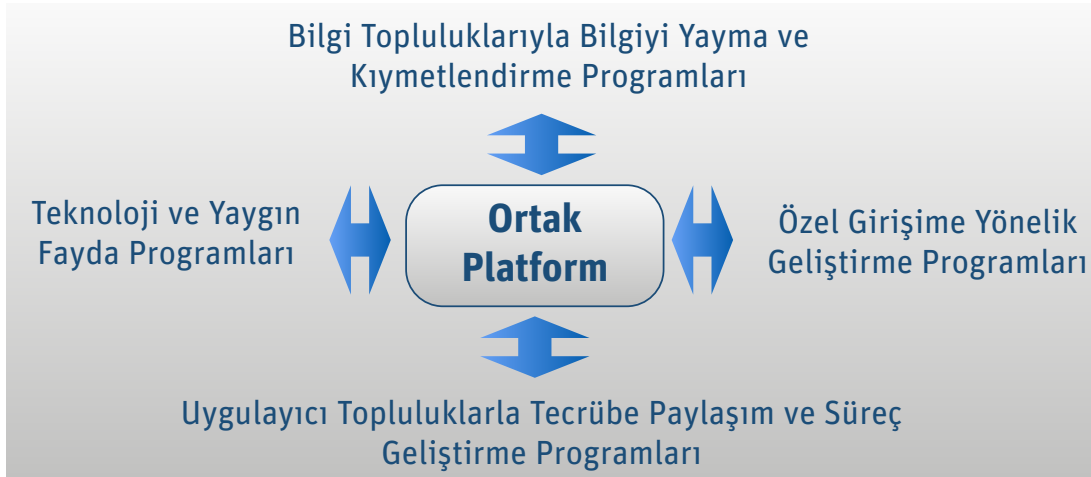 Bilgi Topluluklarıyla Bilgiyi Yayma ve
Kıymetlendirme Programları
Teknoloji ve Yaygın
Fayda Programları
Ortak
Platform
Özel Girişime Yönelik
Geliştirme Programları
Uygulayıcı Topluluklarla Tecrübe Paylaşım ve Süreç
Geliştirme Programları